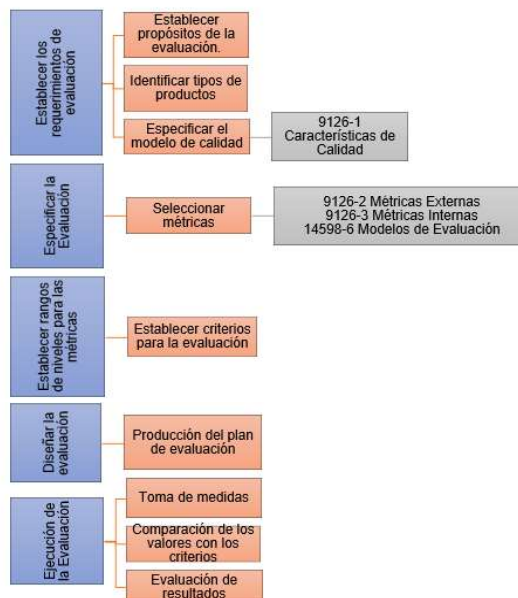 Establecer los
requerimientos de
evaluación
Establecer
propósitos de la
evaluación.
Identificar tipos de
productos
Especificar el
modelo de calidad
9126-1
Características de
Calidad
Especificar la
Evaluación
Seleccionar
métricas
9126-2 Métricas Externas
9126-3 Métricas Internas
14598-6 Modelos de Evaluación
Establecer rangos
de niveles para las
métricas
Establecer criterios
para la evaluación
Diseñar la
evaluación
Producción del plan
de evaluación
Ejecución de
la Evaluación
Toma de medidas
Comparación de los
valores con los
criterios
Evaluación de
resultados